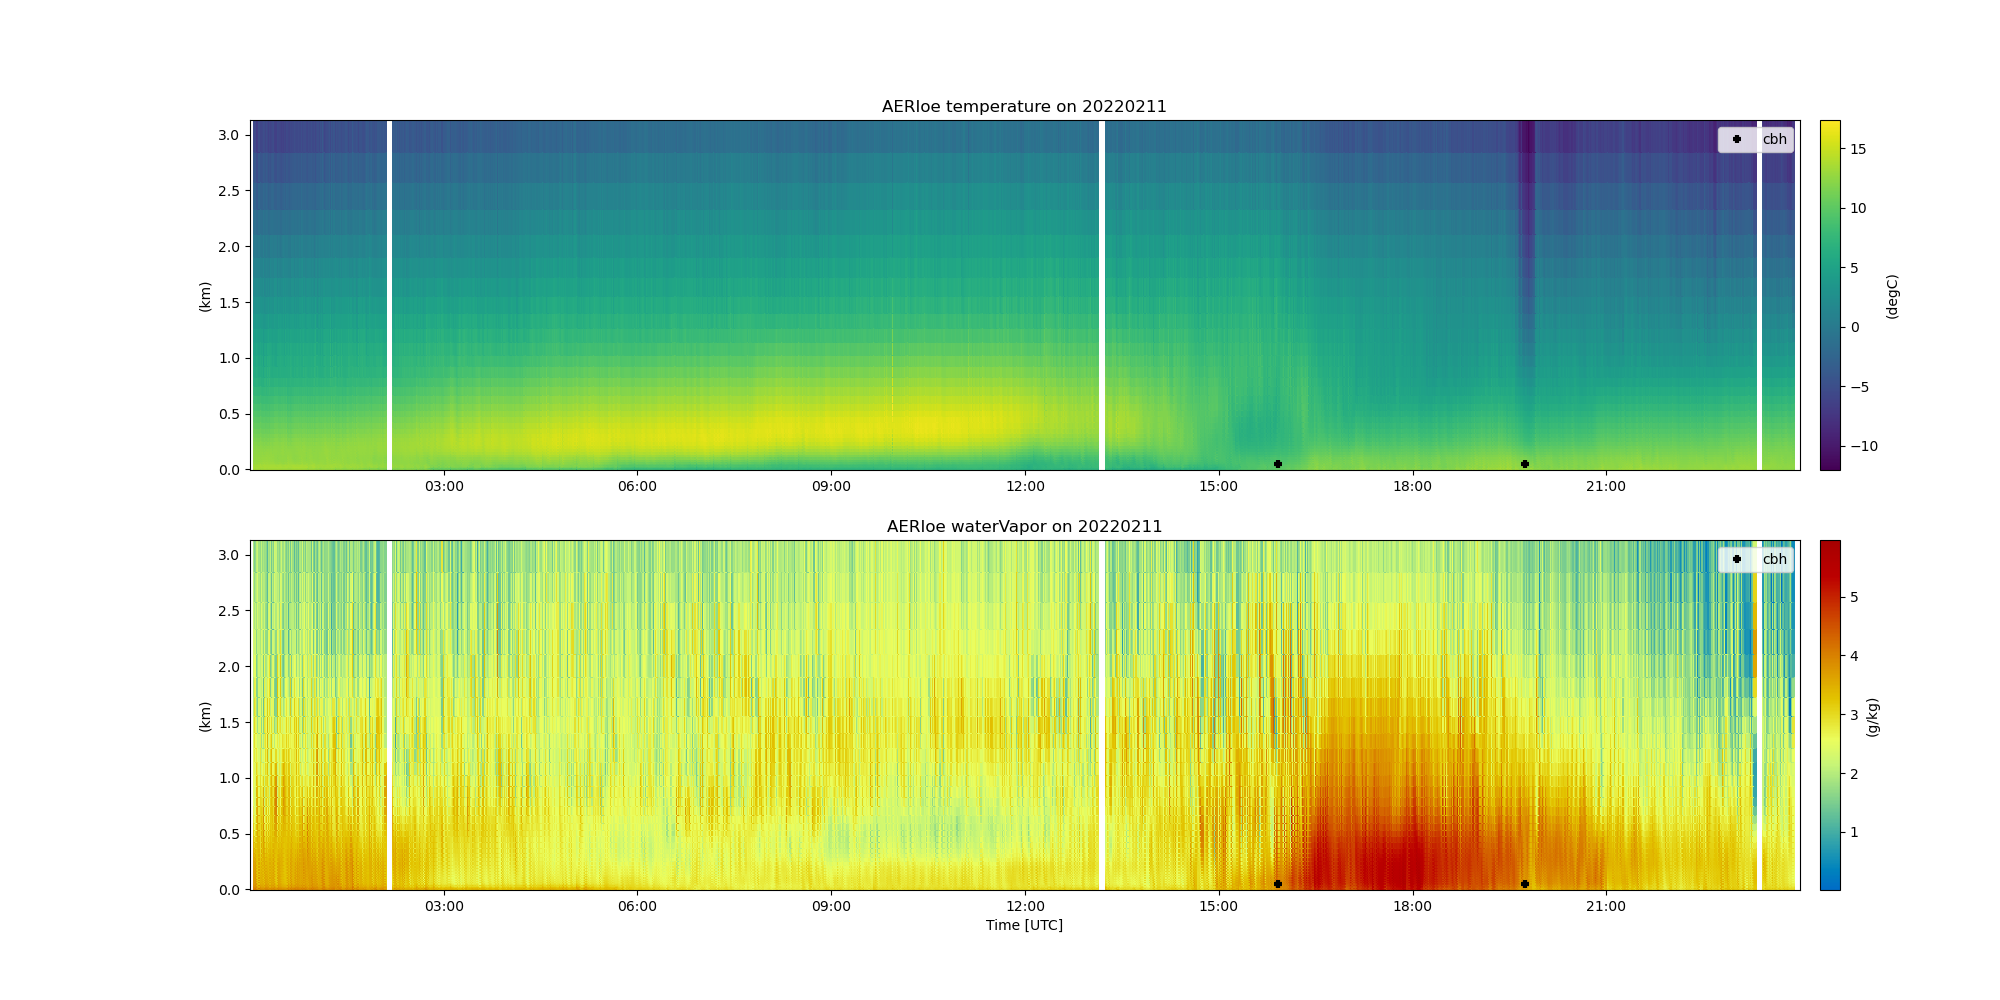 AERIoe temperature on 20220211
3.0
2.5
2.0
1.5
1.0
0.5
0.0
(km)
cbh
03:00 06:00 09:00 12:00 15:00 18:00 21:00
15
10
5
0
−5
−10
(degC)
AERIoe waterVapor on 20220211
3.0
2.5
2.0
1.5
1.0
0.5
0.0
(km)
cbh
03:00 06:00 09:00 12:00 15:00 18:00 21:00
Time [UTC]
5
4
3
2
1
(g/kg)